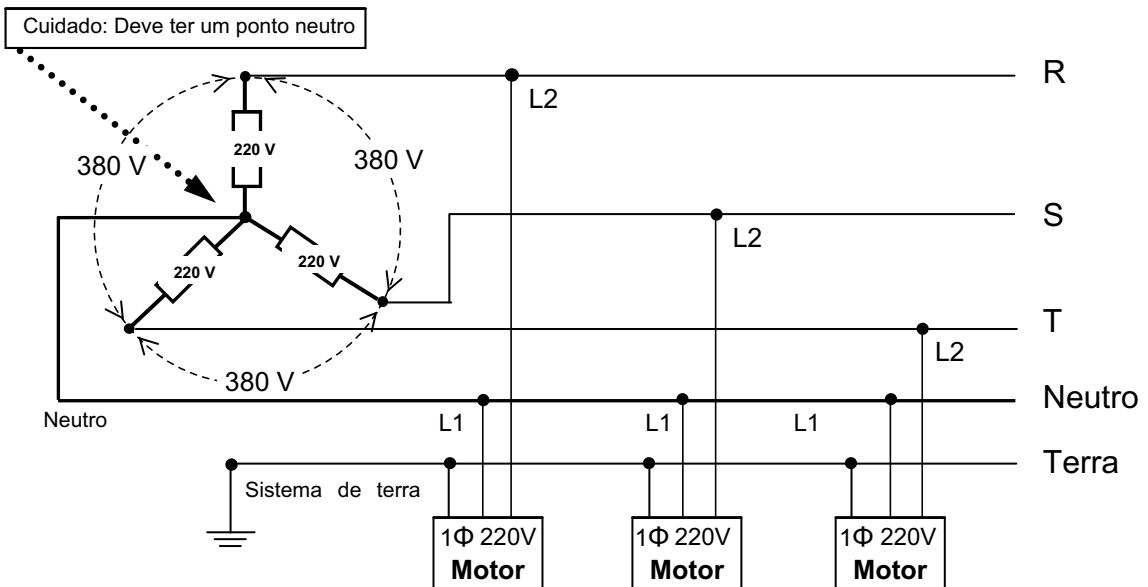 Cuidado: Deve ter um ponto neutro
R
L2
220 V
380 V
380 V
S
L2
220 V
220 V
T
L2
380 V
Neutro
Neutro
L1
L1
L1
Terra
Sistema de terra
1Φ 220V
Motor
1Φ 220V
Motor
1Φ 220V
Motor